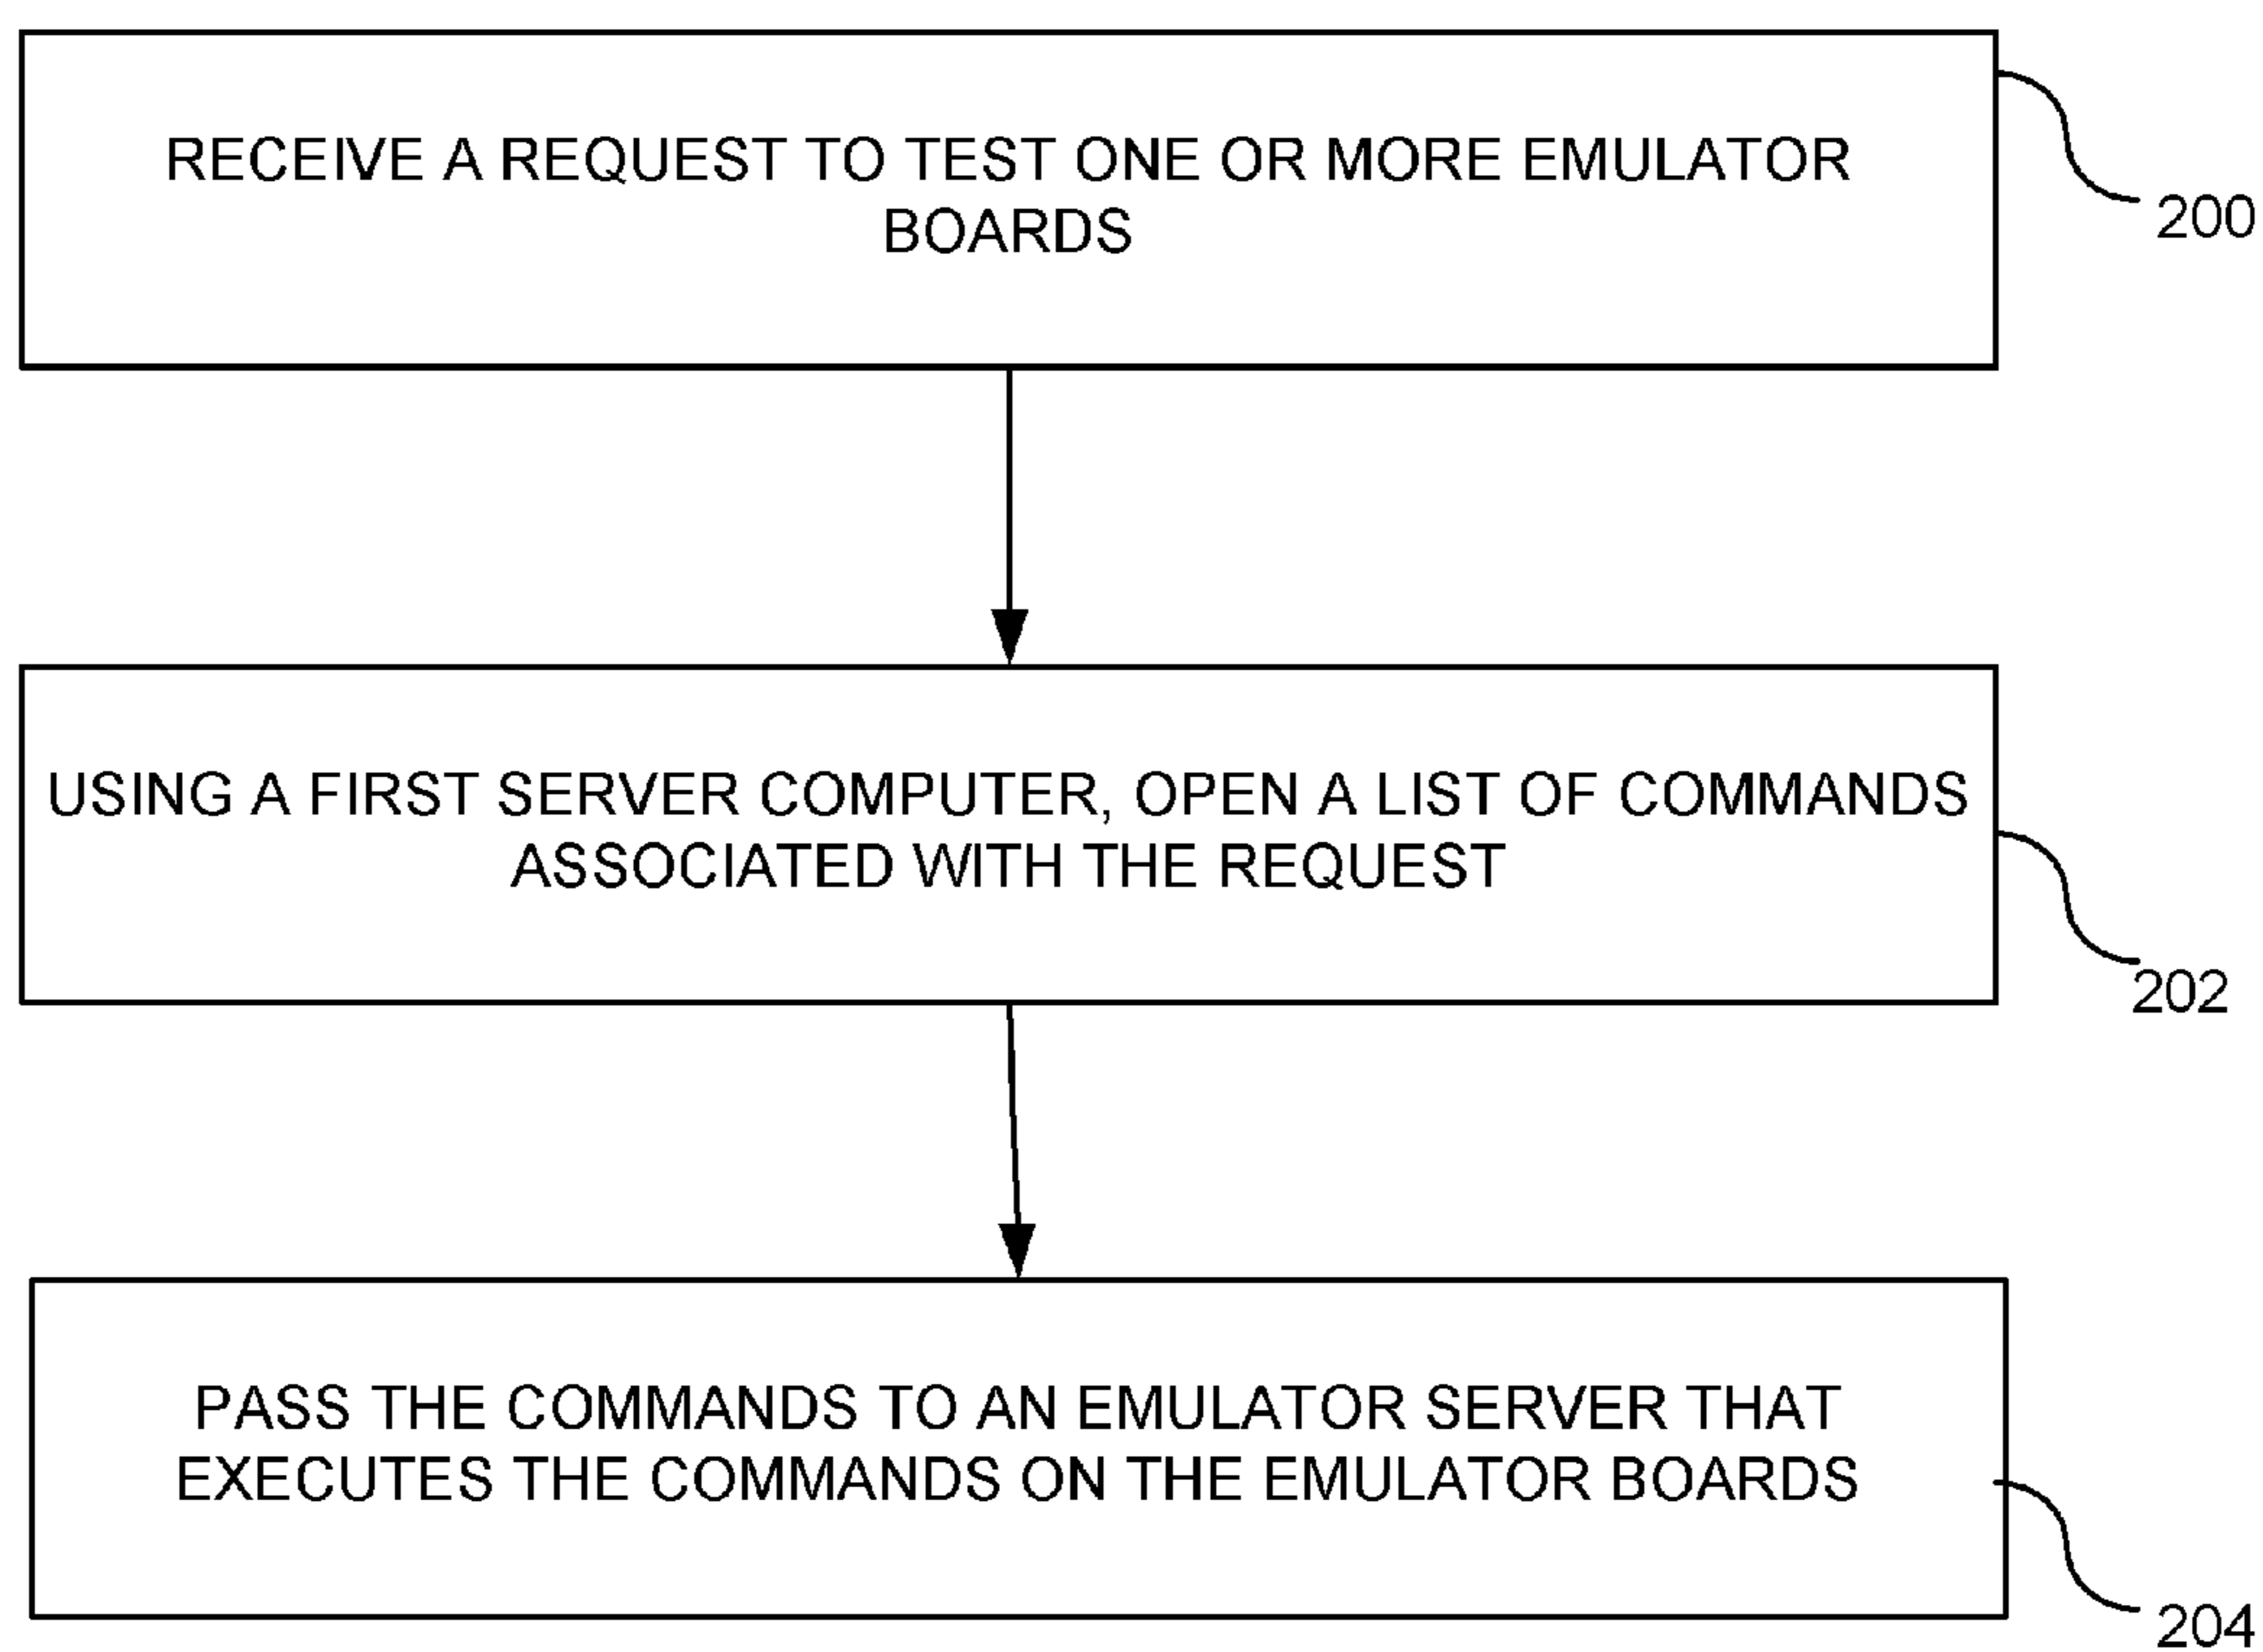 RECEIVE A REQUEST TO TEST ONE OR MORE EMULATOR
BOARDS
200
USING A FIRST SERVER COMPUTER, OPEN A LIST OF COMMANDS
ASSOCIATED WITH THE REQUEST
202
PASS THE COMMANDS TO AN EMULATOR SERVER THAT
EXECUTES THE COMMANDS ON THE EMULATOR BOARDS
204